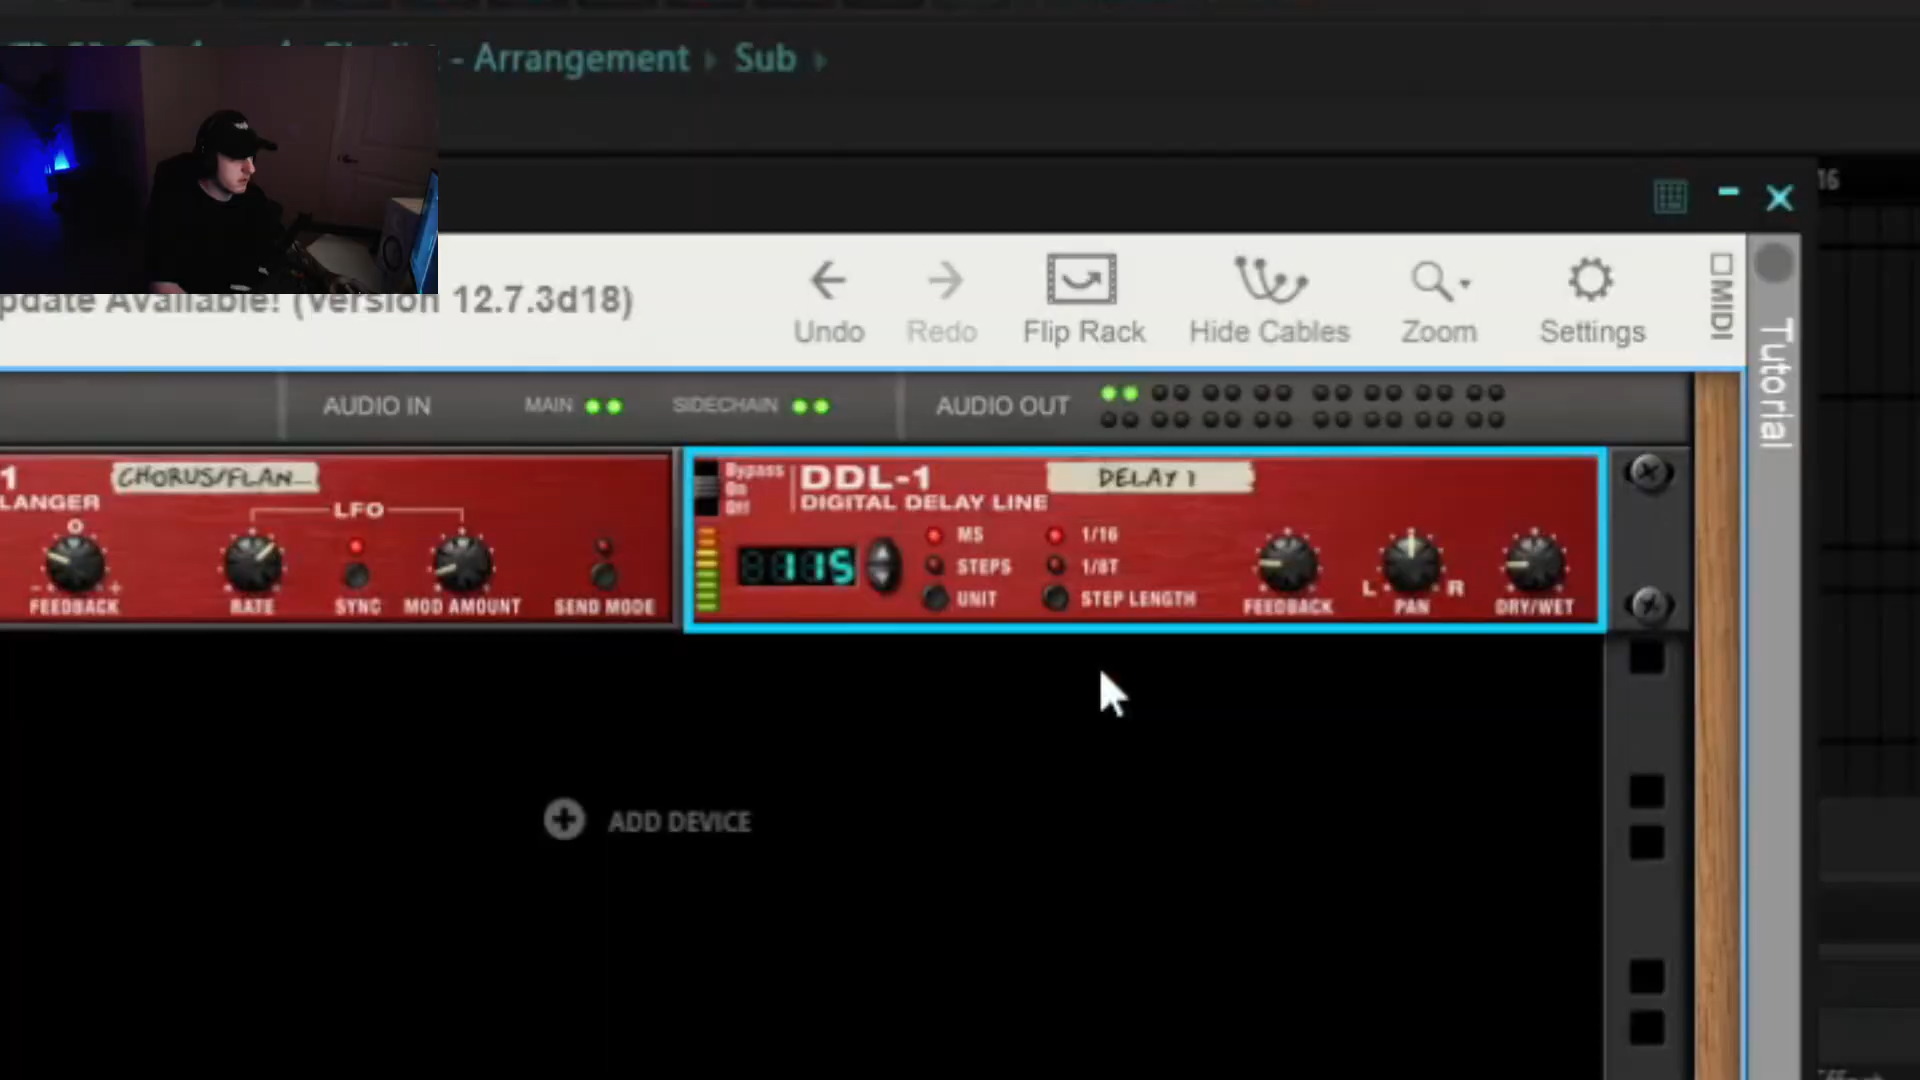 - Arrangement › Sub ›
16
pdate Available! (Version 12.7.3d18)
Undo
Redo
Flip Rack
Hide Cables
Zoom
Settings
MIDI
Tutorial
AUDIO IN
MAIN
SIDECHAIN
AUDIO OUT
1
CHORUS/FLAN...
LANGER
LFO
FEEDBACK
RATE
SYNC
MOD AMOUNT
SEND MODE
Bypass
On
Off
DDL-1
DIGITAL DELAY LINE
DELAY 1
115
MS
STEPS
UNIT
1/16
1/8T
STEP LENGTH
FEEDBACK
L
R
PAN
DRY/WET
ADD DEVICE